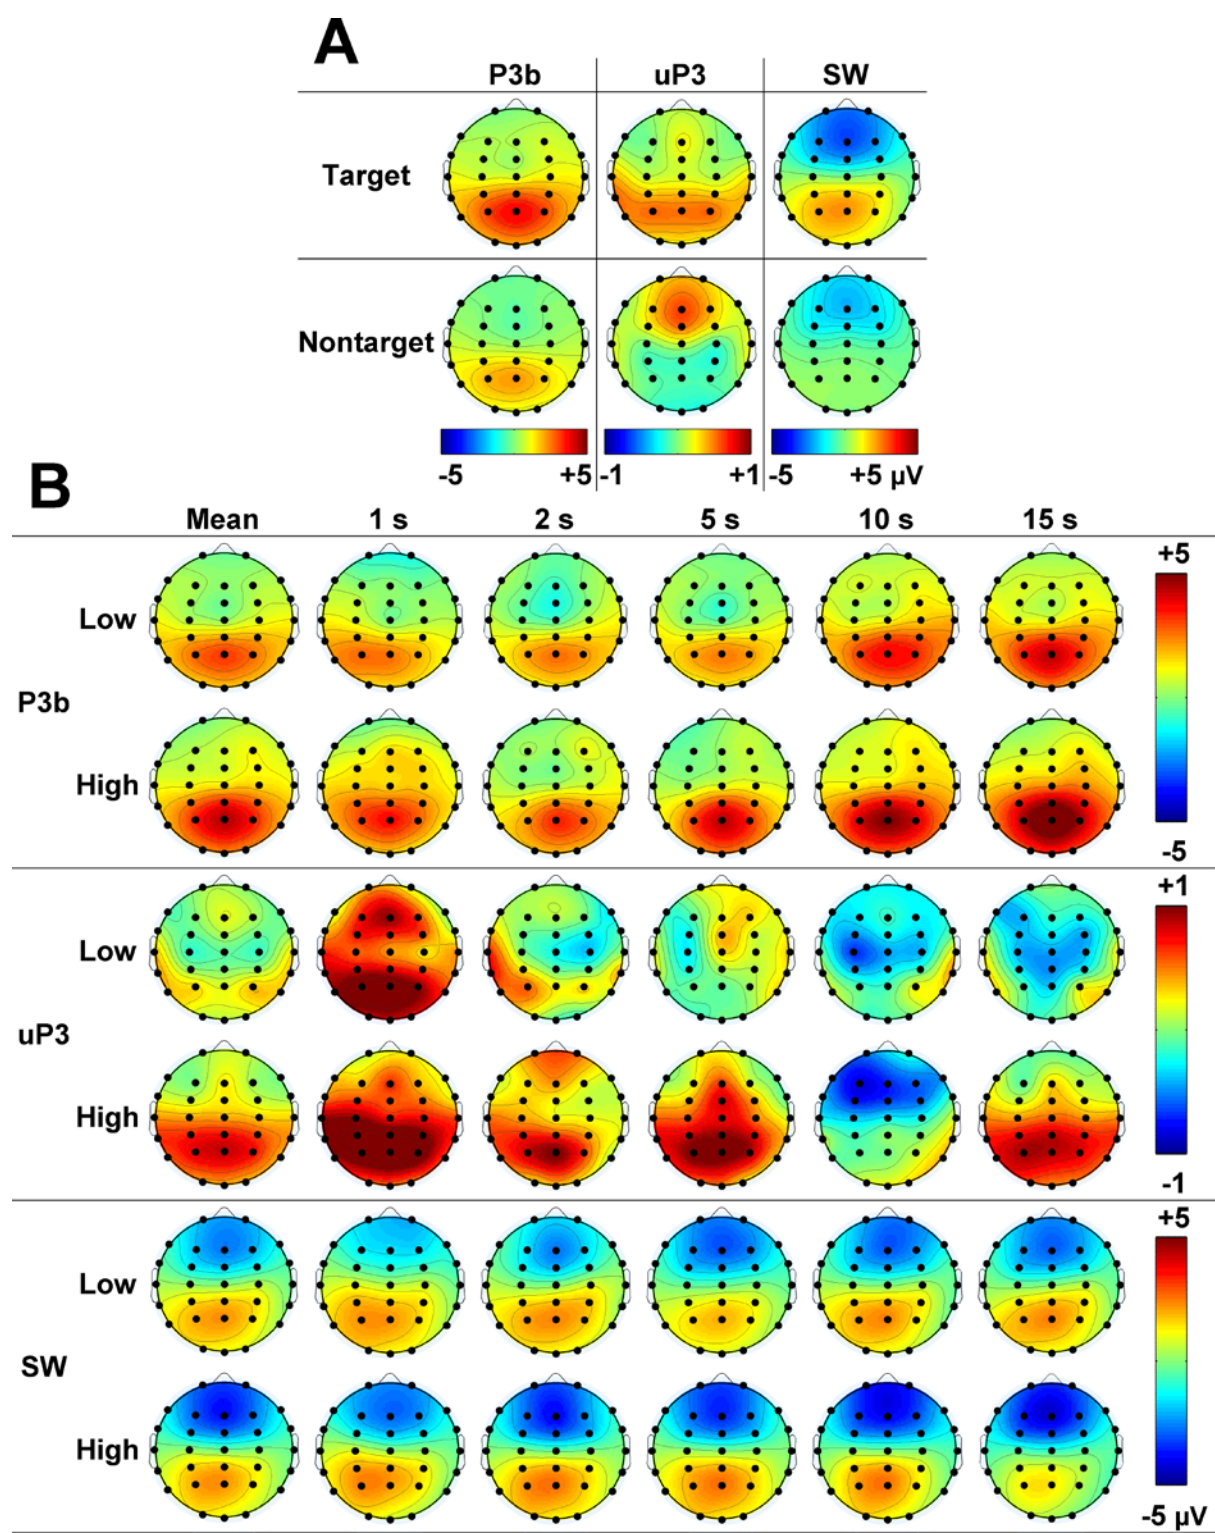 A
P3b uP3 SW
Target
Nontarget
-5 +5 -1 +1 -5 +5 µV
B
Mean 1 s 2 s 5 s 10 s 15 s
+5
Low
P3b
High
-5
+1
Low
uP3
High
-1
+5
Low
SW
High
-5 µV